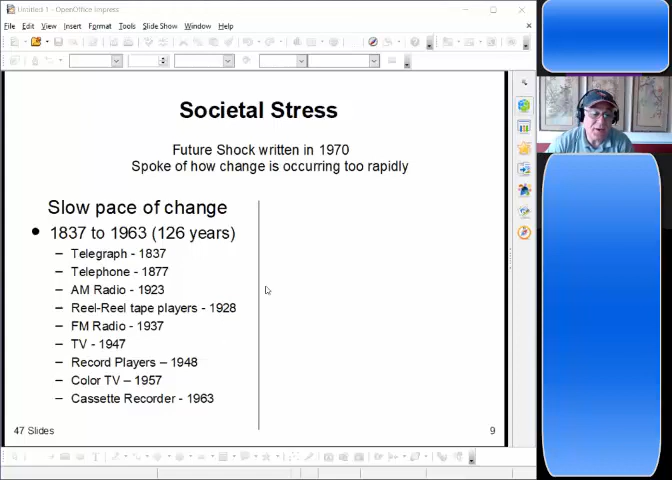 Untitled 1 - OpenOffice Impress
File Edit View Insert Format Tools Slide Show Window Help
Societal Stress
Future Shock written in 1970
Spoke of how change is occurring too rapidly
Slow pace of change
● 1837 to 1963 (126 years)
– Telegraph - 1837
– Telephone - 1877
– AM Radio - 1923
– Reel-Reel tape players - 1928
– FM Radio - 1937
– TV - 1947
– Record Players – 1948
– Color TV – 1957
– Cassette Recorder - 1963
47 Slides
9